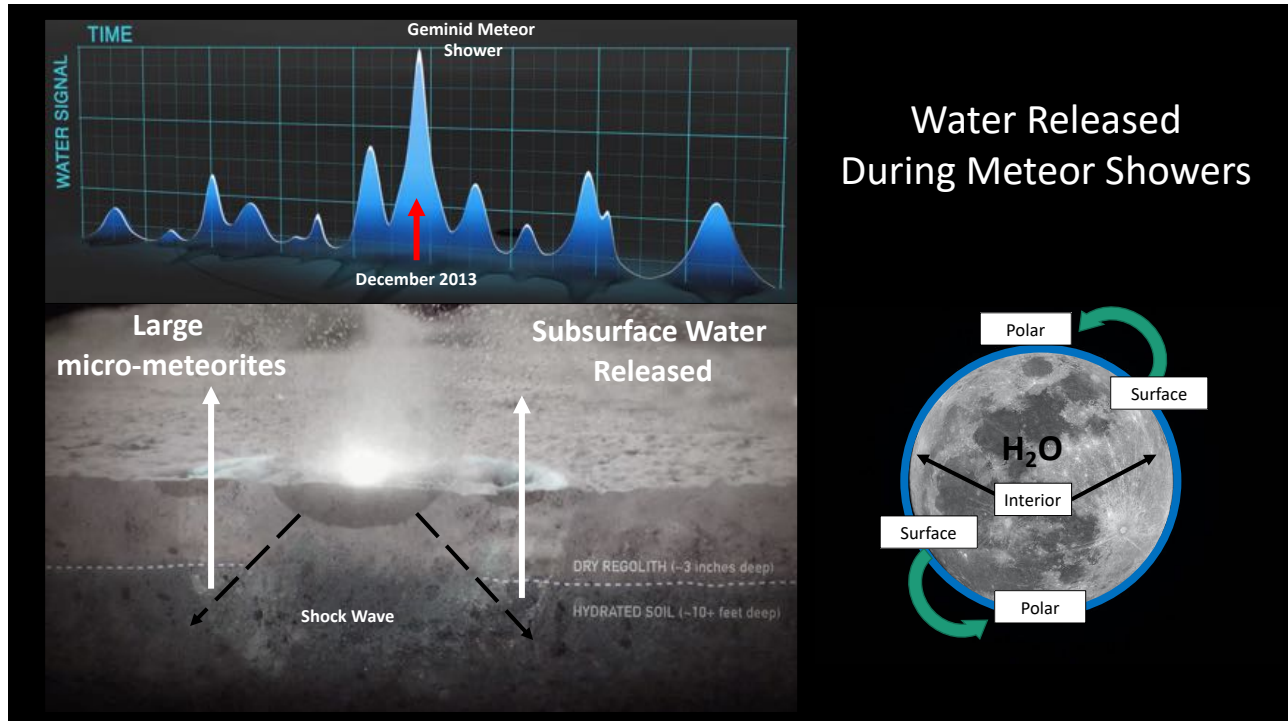 TIME
Geminid Meteor
Shower
WATER SIGNAL
December 2013
Water Released
During Meteor Showers
Large
micro-meteorites
Subsurface Water
Released
DRY REGOLITH (~3 inches deep)
HYDRATED SOIL (~10+ feet deep)
Shock Wave
Polar
Surface
H₂O
Interior
Surface
Polar